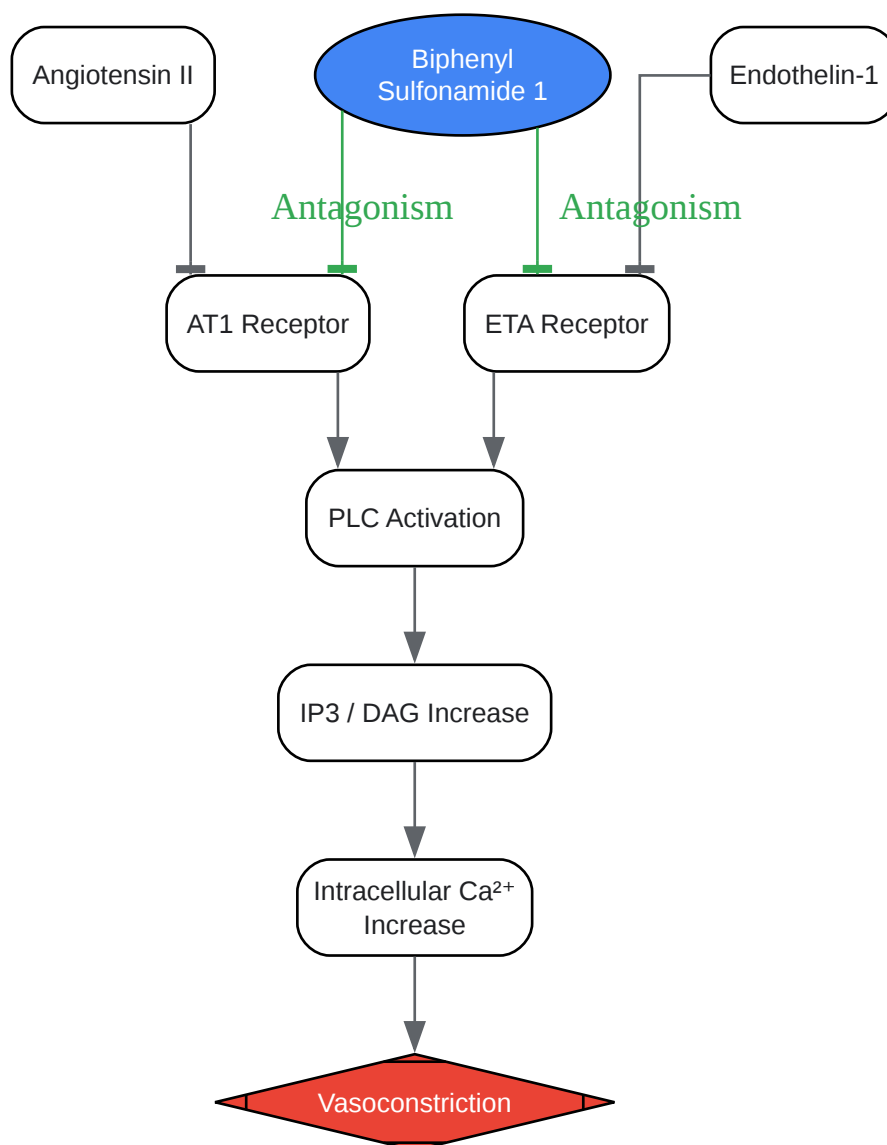 Angiotensin II
Biphenyl
Sulfonamide 1
Endothelin-1
Antagonism
Antagonism
AT1 Receptor
ETA Receptor
PLC Activation
IP3 / DAG Increase
Intracellular Ca²⁺
Increase
Vasoconstriction